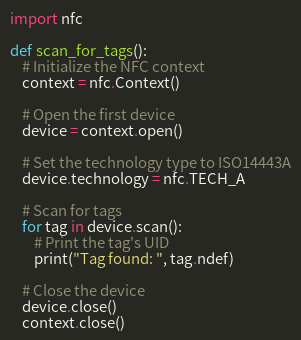 import nfc
def scan_for_tags():
# Initialize the NFC context
context = nfc.Context()
# Open the first device
device = context.open()
# Set the technology type to ISO14443A
device.technology = nfc.TECH_A
# Scan for tags
for tag in device.scan():
# Print the tag's UID
print("Tag found: ", tag.ndef)
# Close the device
device.close()
context.close()